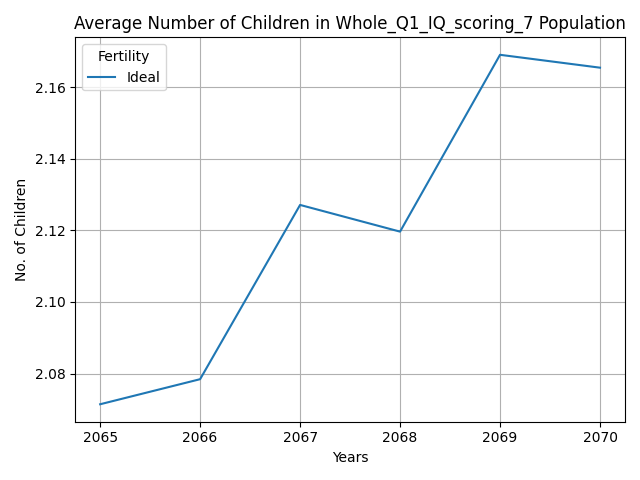 Average Number of Children in Whole_Q1_IQ_scoring_7 Population
Fertility
Ideal
No. of Children
2.16
2.14
2.12
2.10
2.08
2065 2066 2067 2068 2069 2070
Years